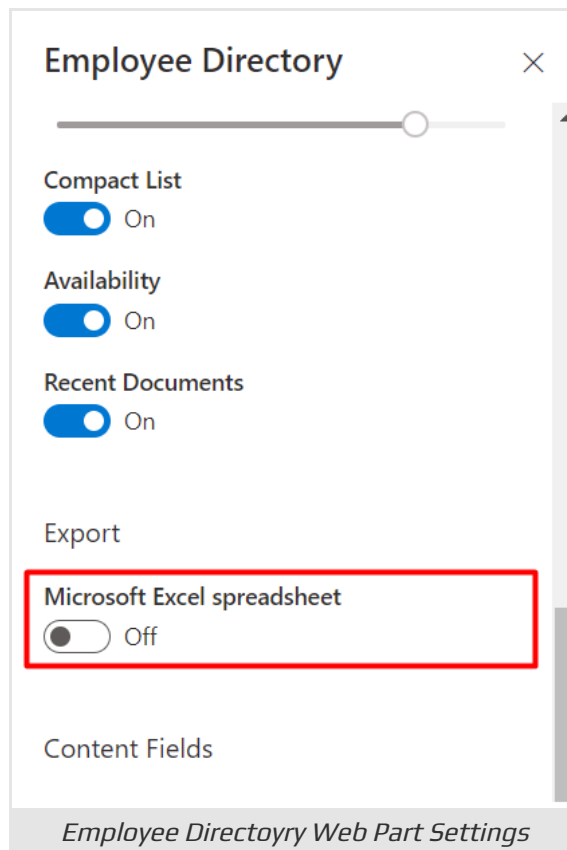 Employee Directory
Compact List
On
Availability
On
Recent Documents
On
Export
Microsoft Excel spreadsheet
Off
Content Fields
Employee Directoyry Web Part Settings